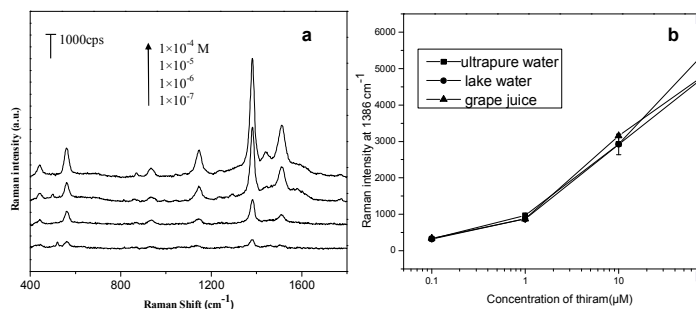 a
1000cps
1×10⁻⁴ M
1×10⁻⁵
1×10⁻⁶
1×10⁻⁷
Raman intensity (a.u.)
400 800 1200 1600
Raman Shift (cm⁻¹)
b
ultrapure water
lake water
grape juice
Raman intensity at 1386 cm⁻¹
6000
5000
4000
3000
2000
1000
0
0.1 1 10
Concentration of thiram(µM)